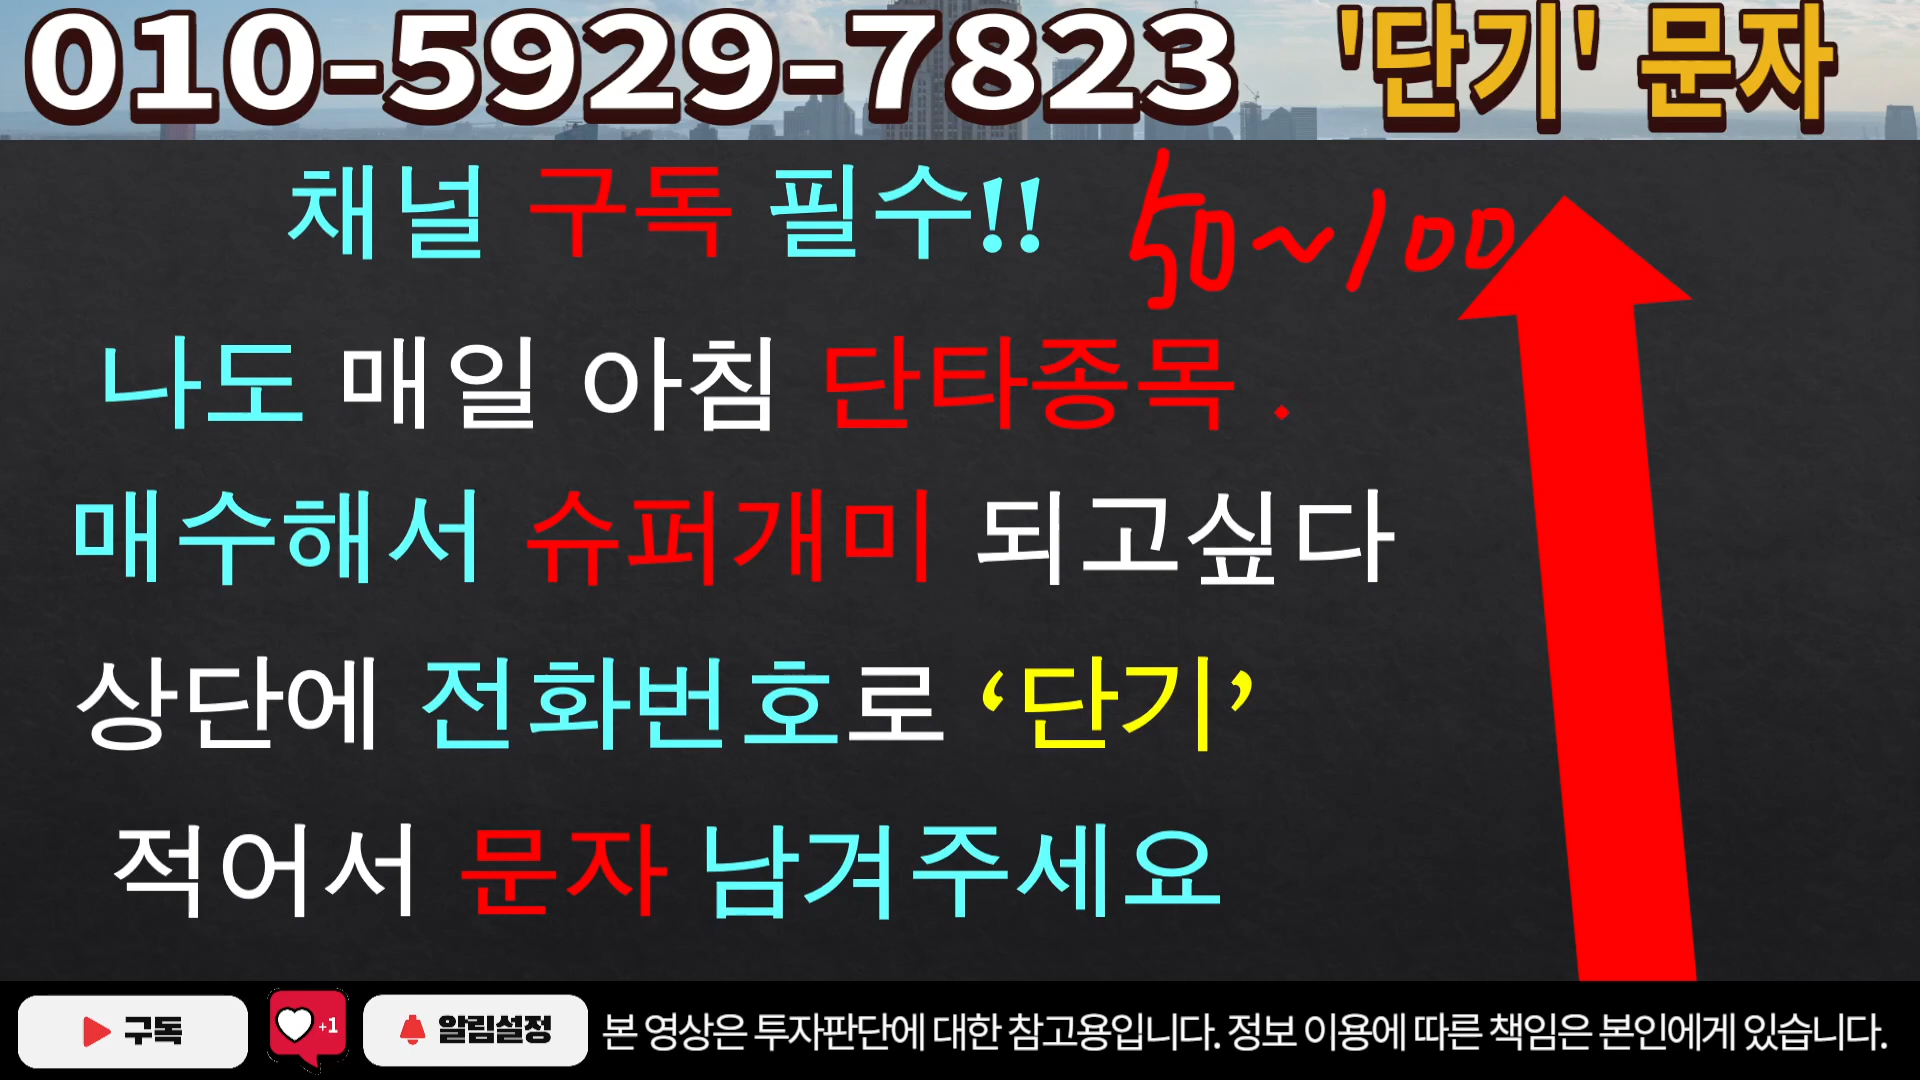 010-5929-7823 '단기' 문자
채널 구독 필수!! 50~100
나도 매일 아침 단타종목.
매수해서 슈퍼개미 되고싶다
상단에 전화번호로 ‘단기’
적어서 문자 남겨주세요
구독 +1 알림설정 본 영상은 투자판단에 대한 참고용입니다. 정보 이용에 따른 책임은 본인에게 있습니다.